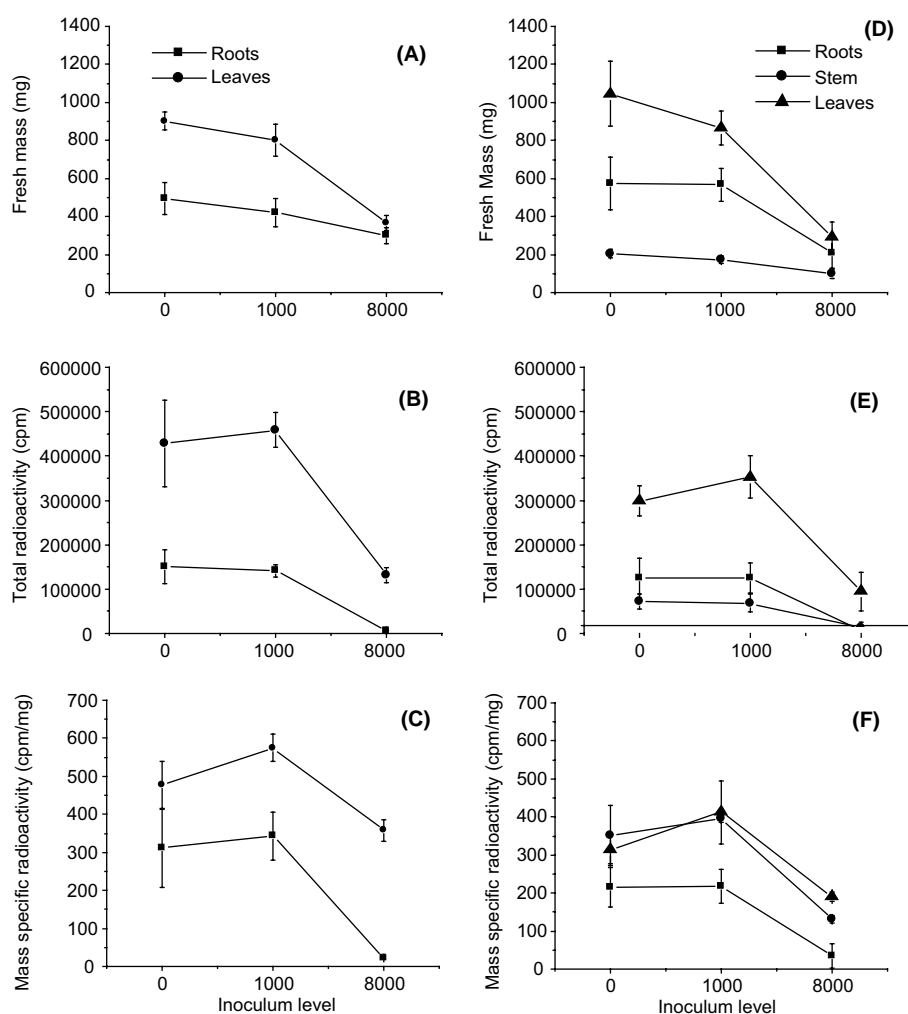 (A)
Roots
Leaves
Fresh mass (mg)
1400
1200
1000
800
600
400
200
0
0 1000 8000
(D)
Roots
Stem
Leaves
Fresh Mass (mg)
1400
1200
1000
800
600
400
200
0
0 1000 8000
(B)
Total radioactivity (cpm)
600000
500000
400000
300000
200000
100000
0
0 1000 8000
(E)
Total radioactivity (cpm)
600000
500000
400000
300000
200000
100000
0
0 1000 8000
(C)
Mass specific radioactivity (cpm/mg)
700
600
500
400
300
200
100
0
0 1000 8000
Inoculum level
(F)
Mass specific radioactivity (cpm/mg)
700
600
500
400
300
200
100
0
0 1000 8000
Inoculum level